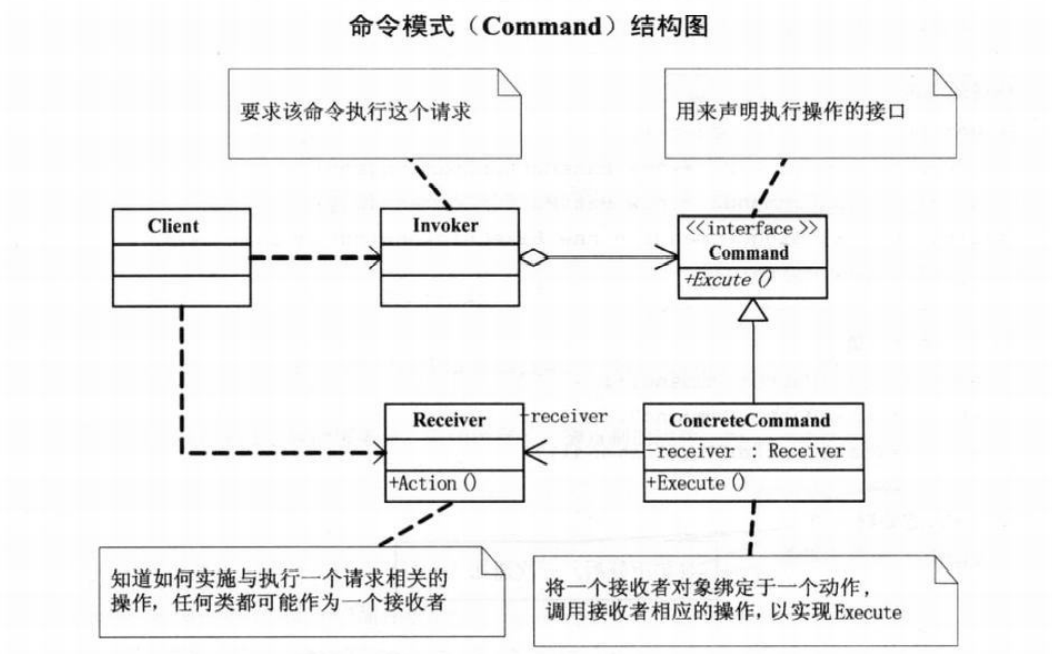 命令模式（Command）结构图
要求该命令执行这个请求
用来声明执行操作的接口
Client
Invoker
<<interface>>
Command
+Excute()
Receiver
-receiver
ConcreteCommand
-receiver : Receiver
+Action()
+Execute()
知道如何实施与执行一个请求相关的
操作，任何类都可能作为一个接收者
将一个接收者对象绑定于一个动作，
调用接收者相应的操作，以实现Execute